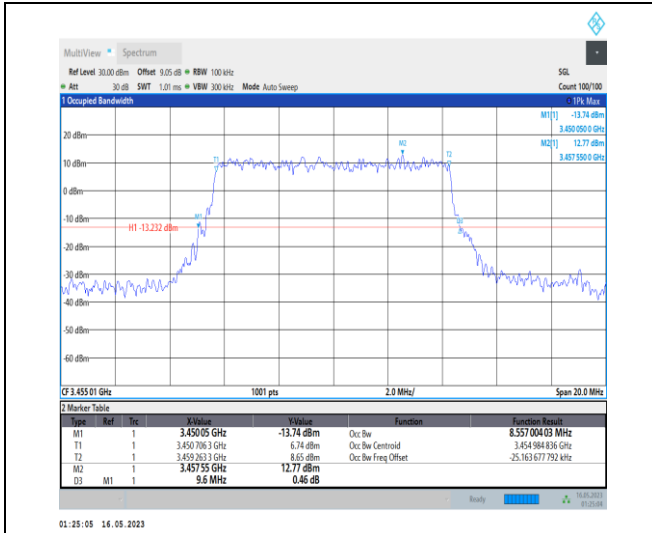 MultiView Spectrum
Ref Level 30.00 dBm Offset 9.05 dB RBW 100 kHz SGL
Att 30 dB SWT 1.01 ms VBW 300 kHz Mode Auto Sweep Count 100/100
1 Occupied Bandwidth 1Pk Max
M1[1] -13.74 dBm
3.450 050 0 GHz
M2[1] 12.77 dBm
3.457 550 0 GHz
20 dBm
M2
T1 T2
10 dBm
0 dBm
-10 dBm
M1
H1 -13.232 dBm
-20 dBm
-30 dBm
-40 dBm
-50 dBm
-60 dBm
CF 3.455 01 GHz 1001 pts 2.0 MHz/ Span 20.0 MHz
2 Marker Table
Type Ref Trc X-Value Y-Value Function Function Result
M1 1 3.450 05 GHz -13.74 dBm Occ Bw 8.557 004 03 MHz
T1 1 3.450 706 3 GHz 6.74 dBm Occ Bw Centroid 3.454 984 836 GHz
T2 1 3.459 263 3 GHz 8.65 dBm Occ Bw Freq Offset -25.163 677 792 kHz
M2 1 3.457 55 GHz 12.77 dBm
D3 M1 1 9.6 MHz 0.46 dB
Ready 16.05.2023
01:25:04
01:25:05 16.05.2023